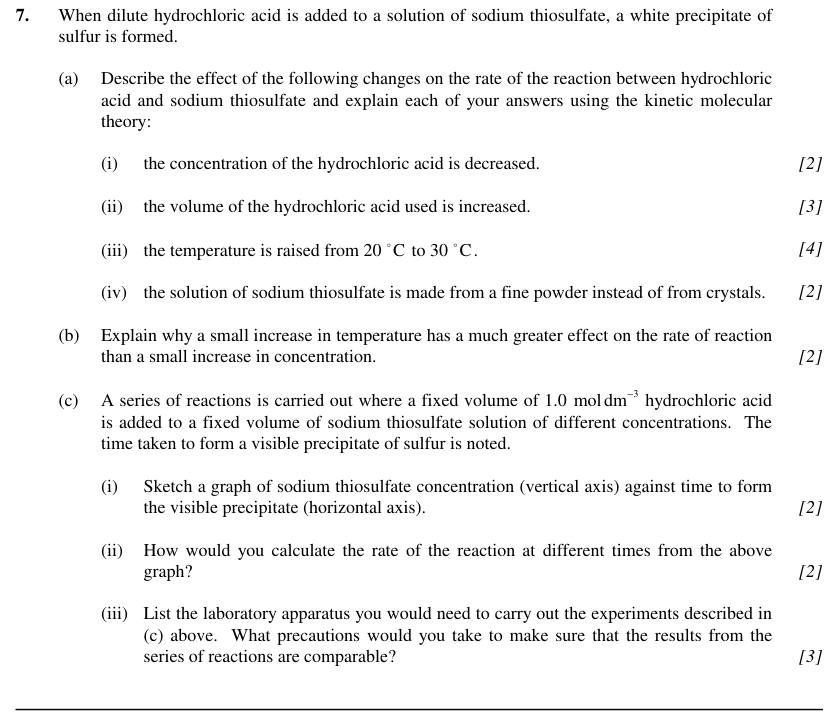 7. When dilute hydrochloric acid is added to a solution of sodium thiosulfate, a white precipitate of
sulfur is formed.
(a) Describe the effect of the following changes on the rate of the reaction between hydrochloric
acid and sodium thiosulfate and explain each of your answers using the kinetic molecular
theory:
(i) the concentration of the hydrochloric acid is decreased. [2]
(ii) the volume of the hydrochloric acid used is increased. [3]
(iii) the temperature is raised from 20 °C to 30 °C. [4]
(iv) the solution of sodium thiosulfate is made from a fine powder instead of from crystals. [2]
(b) Explain why a small increase in temperature has a much greater effect on the rate of reaction
than a small increase in concentration. [2]
(c) A series of reactions is carried out where a fixed volume of 1.0 mol dm⁻³ hydrochloric acid
is added to a fixed volume of sodium thiosulfate solution of different concentrations. The
time taken to form a visible precipitate of sulfur is noted.
(i) Sketch a graph of sodium thiosulfate concentration (vertical axis) against time to form
the visible precipitate (horizontal axis). [2]
(ii) How would you calculate the rate of the reaction at different times from the above
graph? [2]
(iii) List the laboratory apparatus you would need to carry out the experiments described in
(c) above. What precautions would you take to make sure that the results from the
series of reactions are comparable? [3]